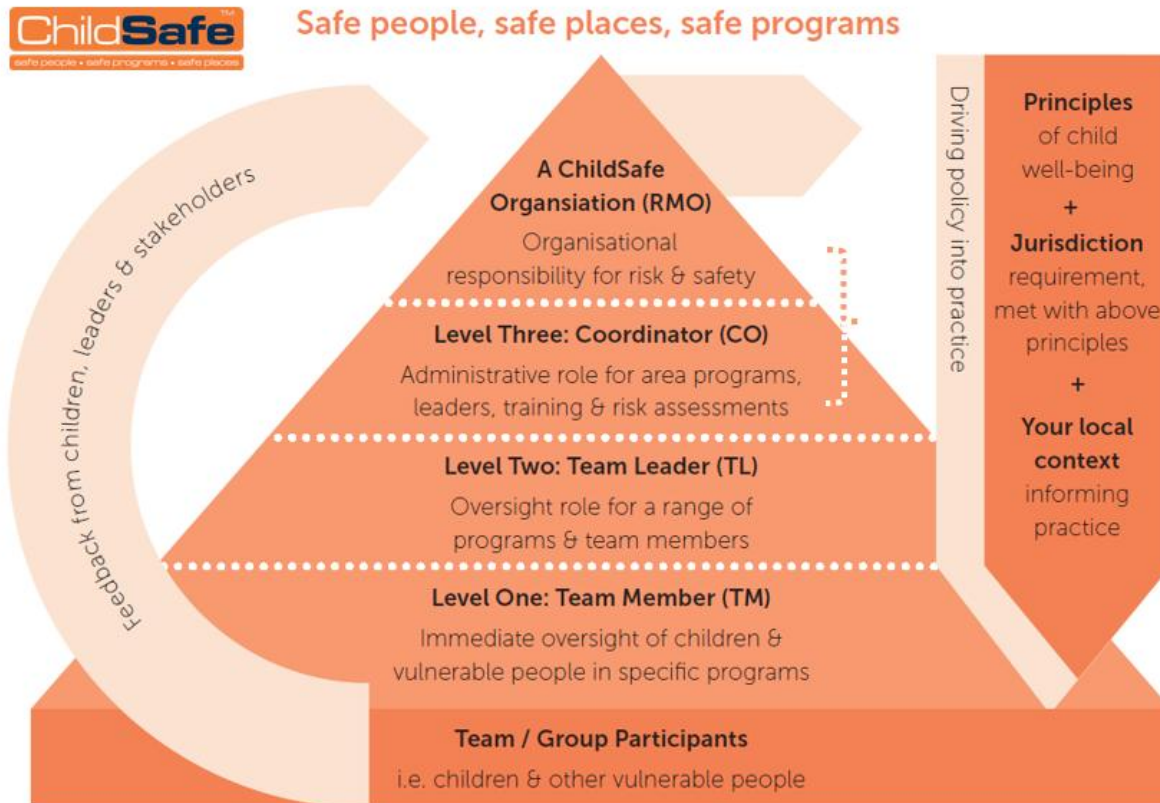 ChildSafe™
safe people • safe programs • safe places
Safe people, safe places, safe programs
Feedback from children, leaders & stakeholders
A ChildSafe
Organsiation (RMO)
Organisational
responsibility for risk & safety
Level Three: Coordinator (CO)
Administrative role for area programs,
leaders, training & risk assessments
Level Two: Team Leader (TL)
Oversight role for a range of
programs & team members
Level One: Team Member (TM)
Immediate oversight of children &
vulnerable people in specific programs
Team / Group Participants
i.e. children & other vulnerable people
Driving policy into practice
Principles
of child
well-being
+
Jurisdiction
requirement,
met with above
principles
+
Your local
context
informing
practice